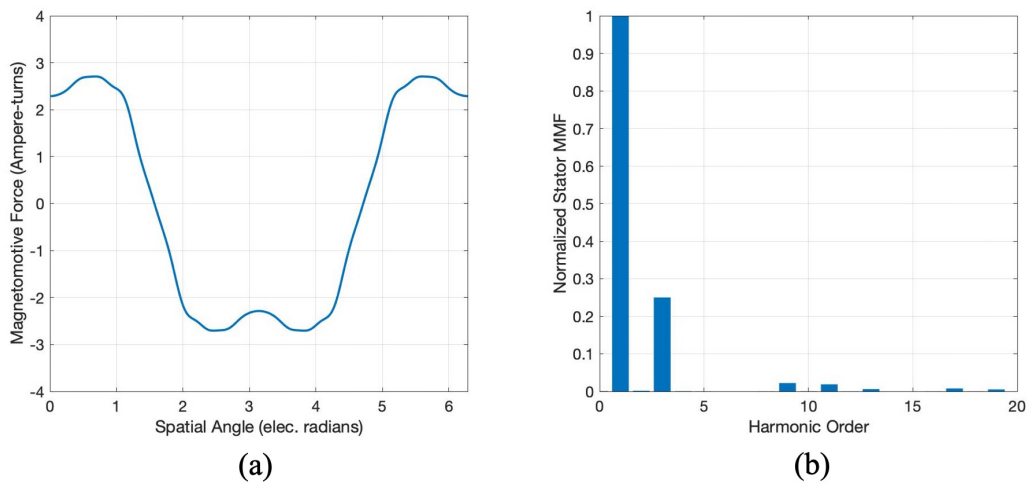 4
3
2
1
0
-1
-2
-3
-4
Magnetomotive Force (Ampere-turns)
0 1 2 3 4 5 6
Spatial Angle (elec. radians)
(a)
1
0.9
0.8
0.7
0.6
0.5
0.4
0.3
0.2
0.1
0
Normalized Stator MMF
0 5 10 15 20
Harmonic Order
(b)